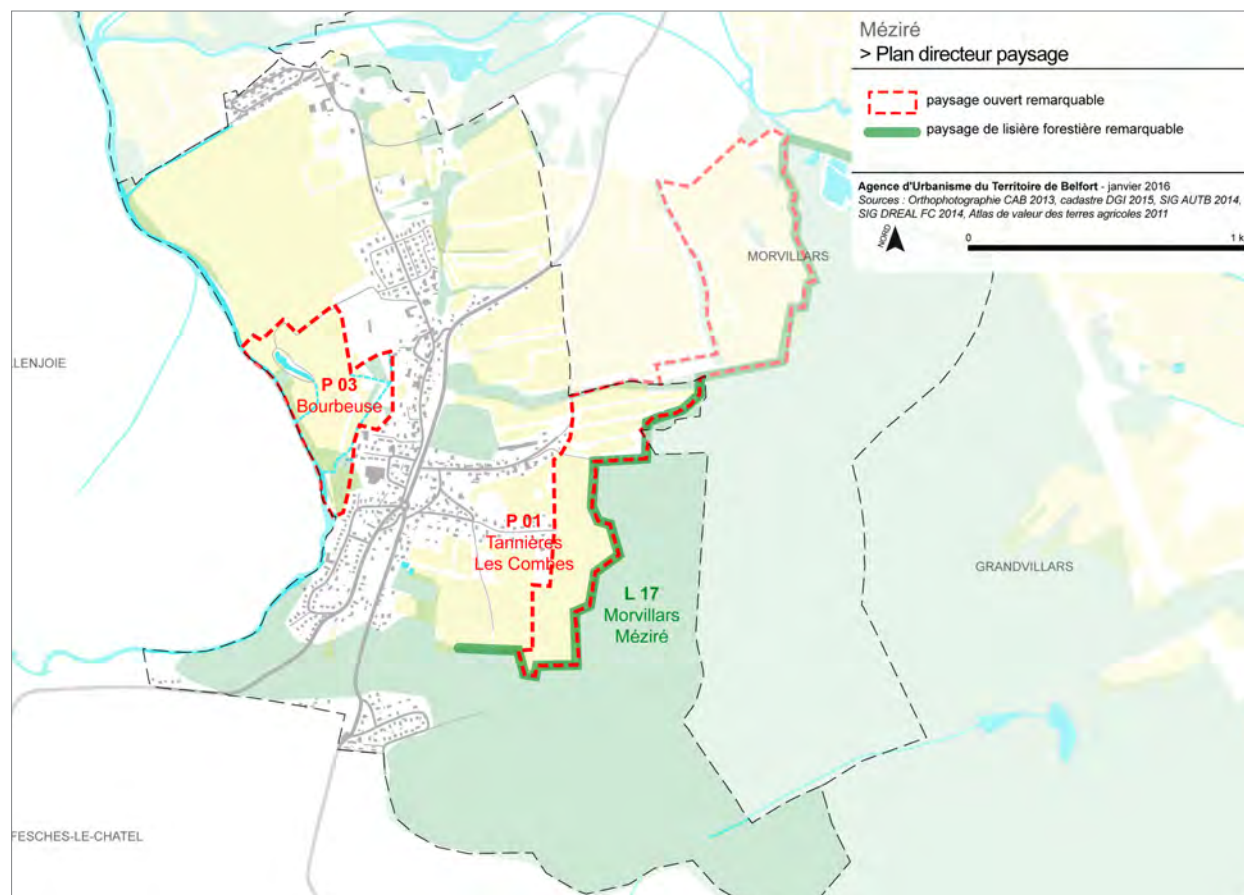 Méziré
> Plan directeur paysage
paysage ouvert remarquable
paysage de lisière forestière remarquable
Agence d'Urbanisme du Territoire de Belfort - janvier 2016
Sources : Orthophotographie CAB 2013, cadastre DGI 2015, SIG AUTB 2014,
SIG DREAL FC 2014, Atlas de valeur des terres agricoles 2011
NORD
0
1 k
MORVILLARS
LENJOIE
P 03
Bourbeuse
P 01
Tannières
Les Combes
L 17
Morvillars
Méziré
GRANDVILLARS
FESCHES-LE-CHATEL